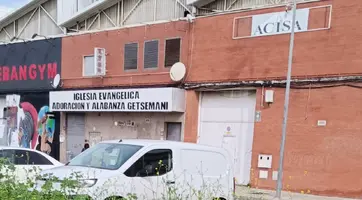 ACISA
EBANGYM
IGLESIA EVANGELICA
ADORACION Y ALABANZA GETSEMANI